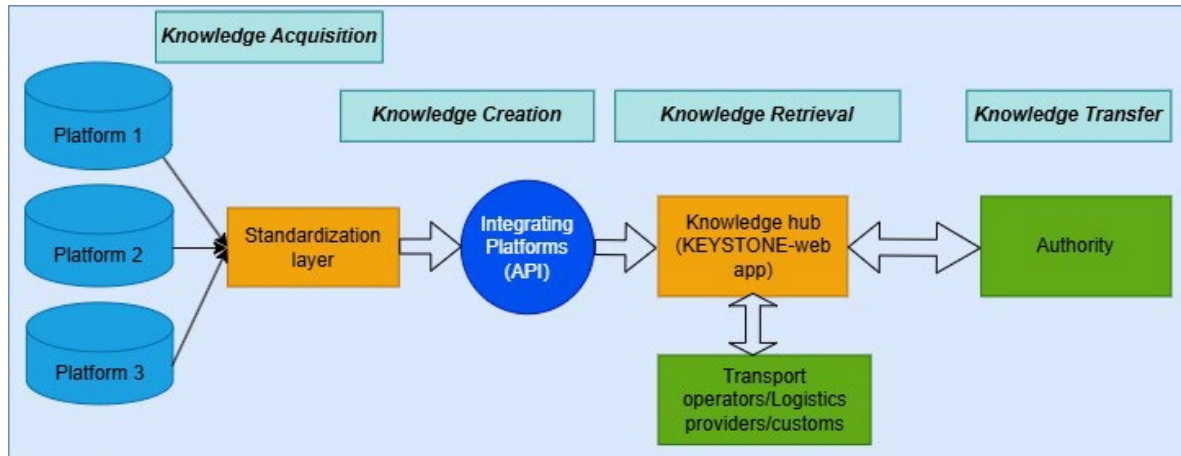 Knowledge Acquisition
Knowledge Creation
Knowledge Retrieval
Knowledge Transfer
Platform 1
Platform 2
Platform 3
Standardization
layer
Integrating
Platforms
(API)
Knowledge hub
(KEYSTONE-web
app)
Authority
Transport
operators/Logistics
providers/customs